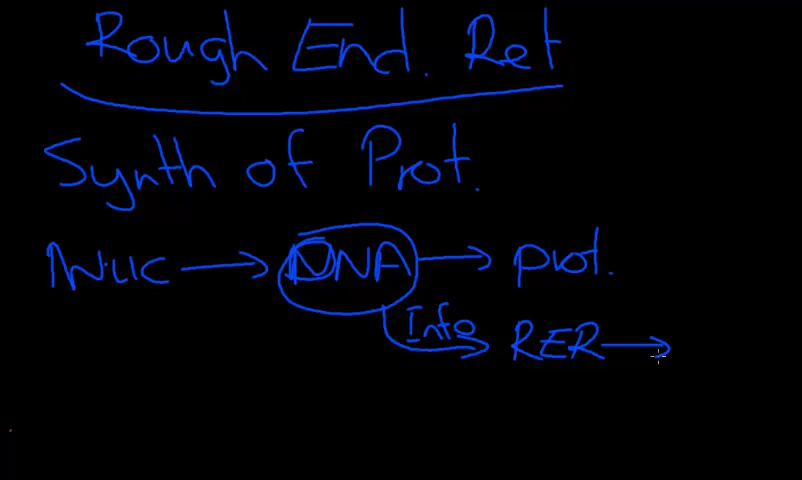 Rough End. Ret
Synth of Prot.
Nuc → DNA → Prot.
Info
RER →